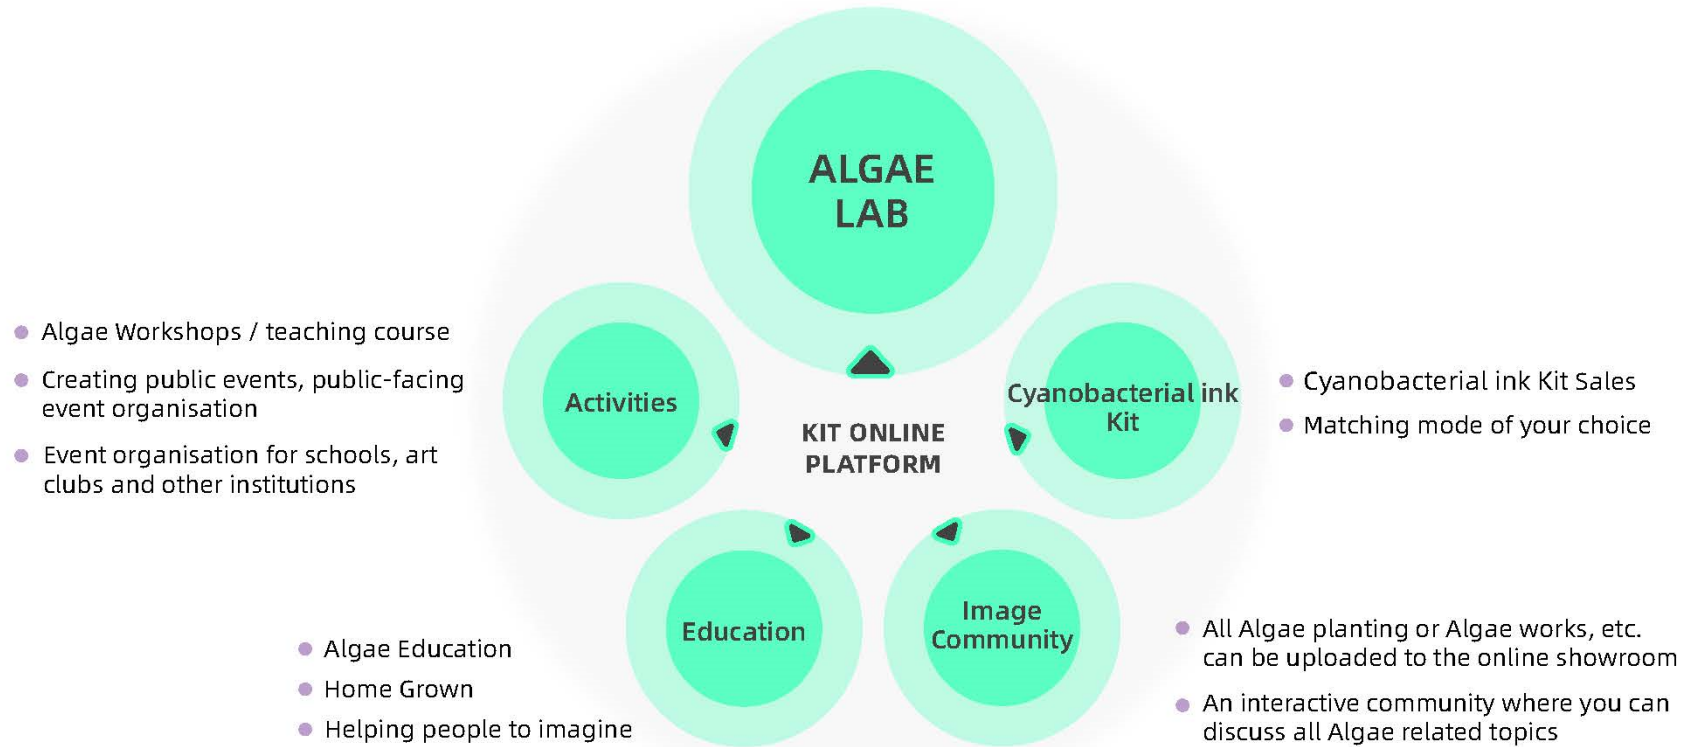 ALGAE
LAB
Algae Workshops / teaching course
Creating public events, public-facing
event organisation
Event organisation for schools, art
clubs and other institutions
Activities
KIT ONLINE
PLATFORM
Cyanobacterial ink
Kit
Cyanobacterial ink Kit Sales
Matching mode of your choice
Algae Education
Home Grown
Helping people to imagine
Education
Image
Community
All Algae planting or Algae works, etc.
can be uploaded to the online showroom
An interactive community where you can
discuss all Algae related topics